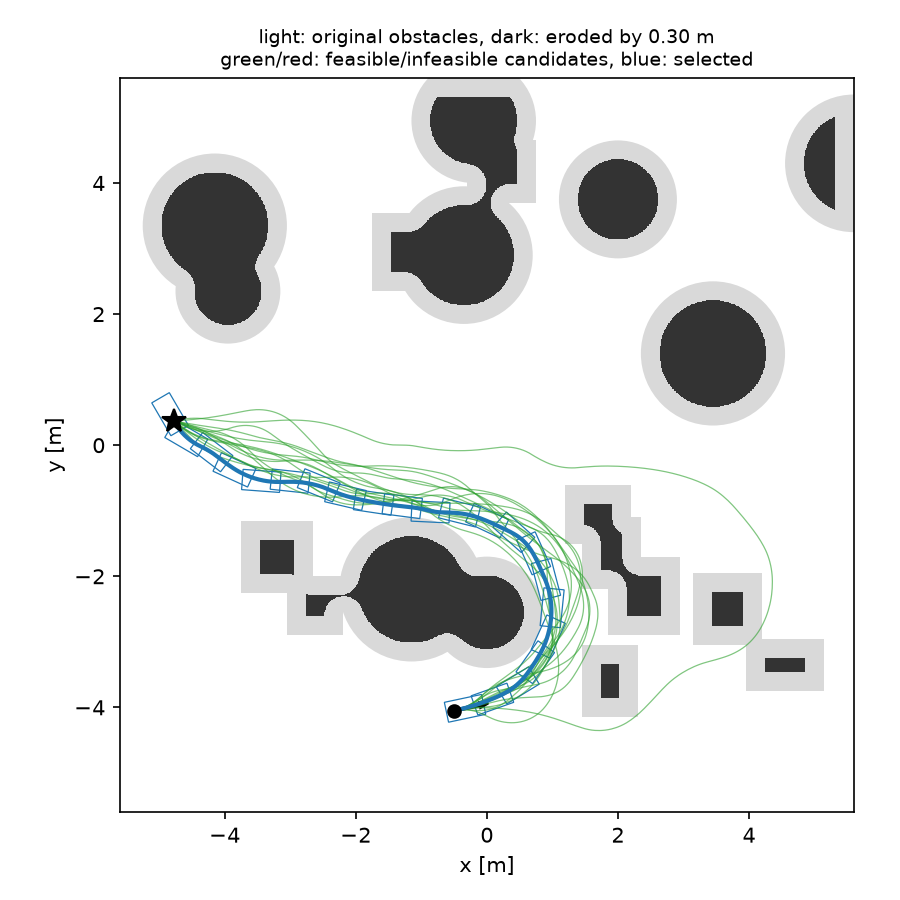 light: original obstacles, dark: eroded by 0.30 m
green/red: feasible/infeasible candidates, blue: selected
4
2
0
−2
−4
y [m]
−4 −2 0 2 4
x [m]